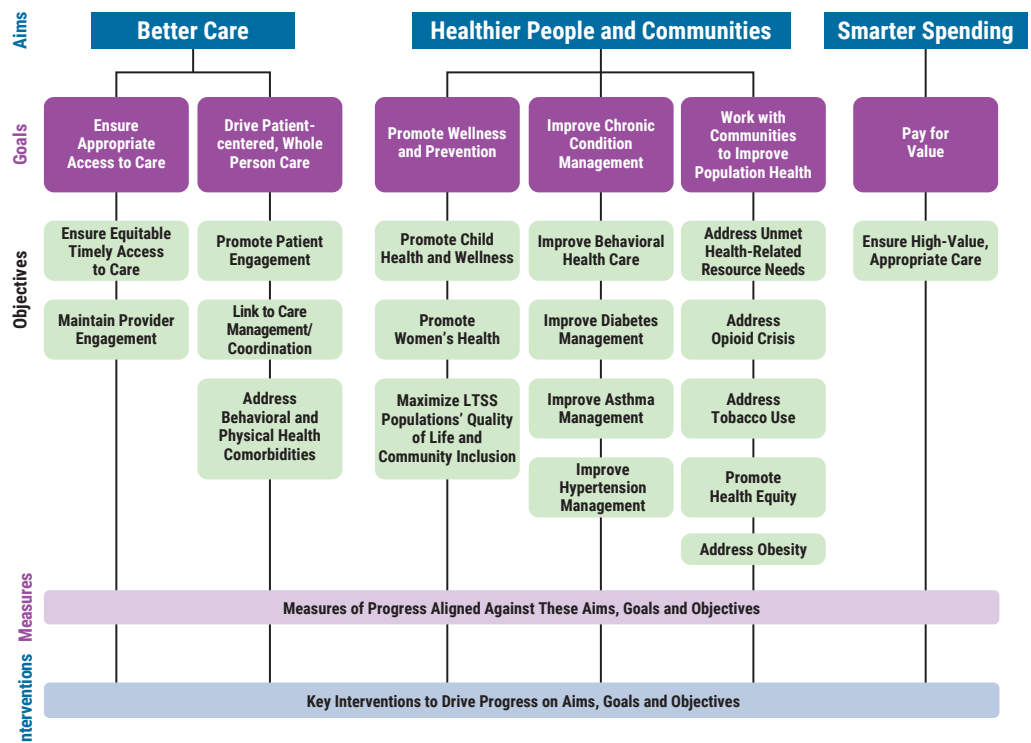 Aims
Better Care
Healthier People and Communities
Smarter Spending
Goals
Ensure
Appropriate
Access to Care
Drive Patient-
centered, Whole
Person Care
Promote Wellness
and Prevention
Improve Chronic
Condition
Management
Work with
Communities
to Improve
Population Health
Pay for
Value
Objectives
Ensure Equitable
Timely Access
to Care
Maintain Provider
Engagement
Promote Patient
Engagement
Link to Care
Management/
Coordination
Address
Behavioral and
Physical Health
Comorbidities
Promote Child
Health and Wellness
Promote
Women’s Health
Maximize LTSS
Populations’ Quality
of Life and
Community Inclusion
Improve Behavioral
Health Care
Improve Diabetes
Management
Improve Asthma
Management
Improve
Hypertension
Management
Address Unmet
Health-Related
Resource Needs
Address
Opioid Crisis
Address
Tobacco Use
Promote
Health Equity
Address Obesity
Ensure High-Value,
Appropriate Care
Measures
Measures of Progress Aligned Against These Aims, Goals and Objectives
nterventions
Key Interventions to Drive Progress on Aims, Goals and Objectives